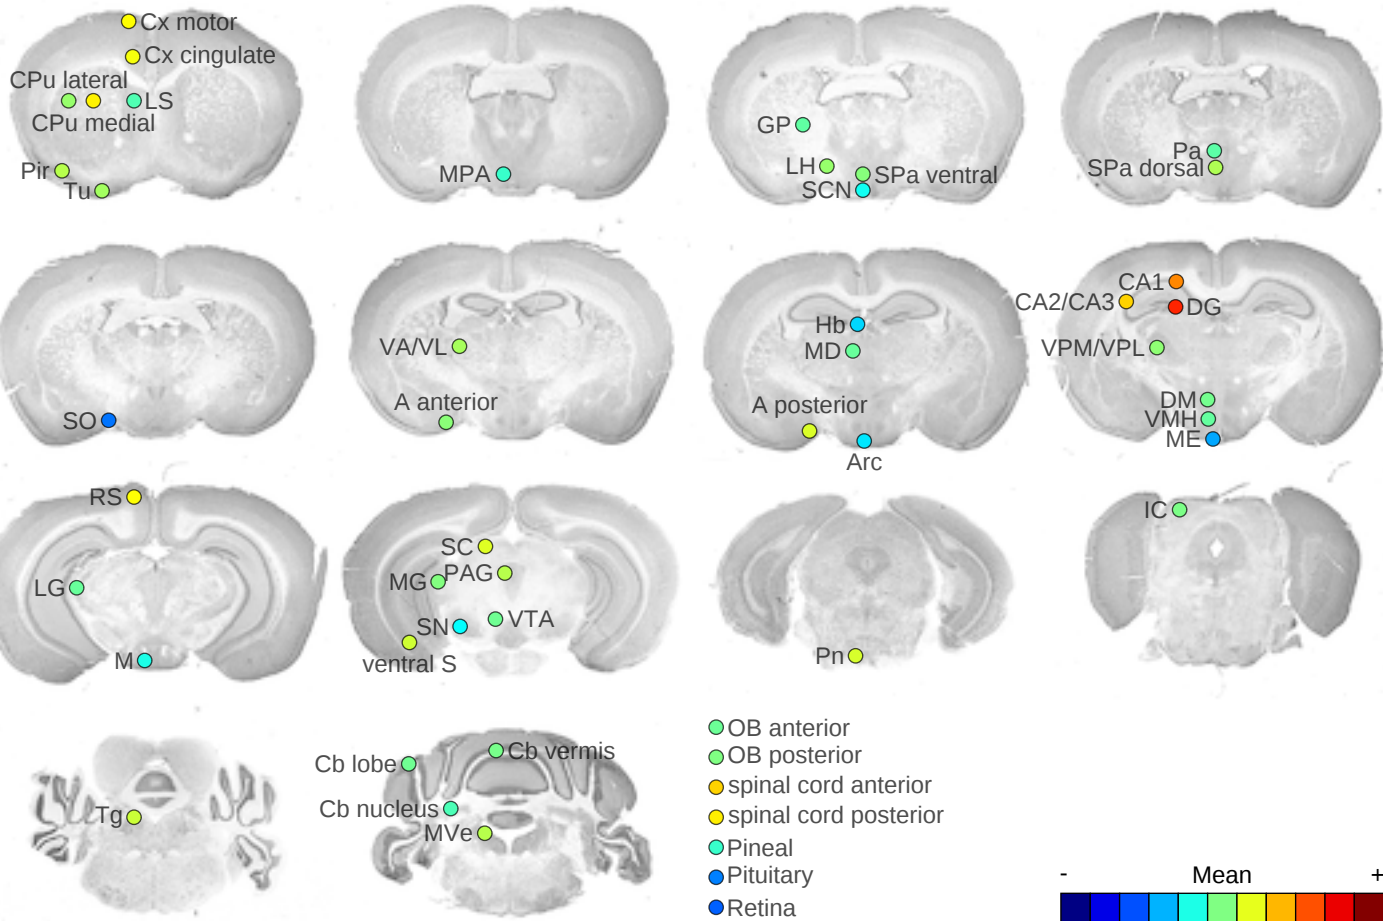 Cx motor
Cx cingulate
CPu lateral
LS
CPu medial
Pir
Tu
MPA
GP
LH
SPa ventral
SCN
Pa
SPa dorsal
SO
VA/VL
A anterior
Hb
MD
A posterior
Arc
CA1
CA2/CA3
DG
VPM/VPL
DM
VMH
ME
RS
LG
M
SC
PAG
MG
VTA
SN
ventral S
Pn
IC
Tg
Cb lobe
Cb vermis
Cb nucleus
MVe
OB anterior
OB posterior
spinal cord anterior
spinal cord posterior
Pineal
Pituitary
Retina
- Mean +